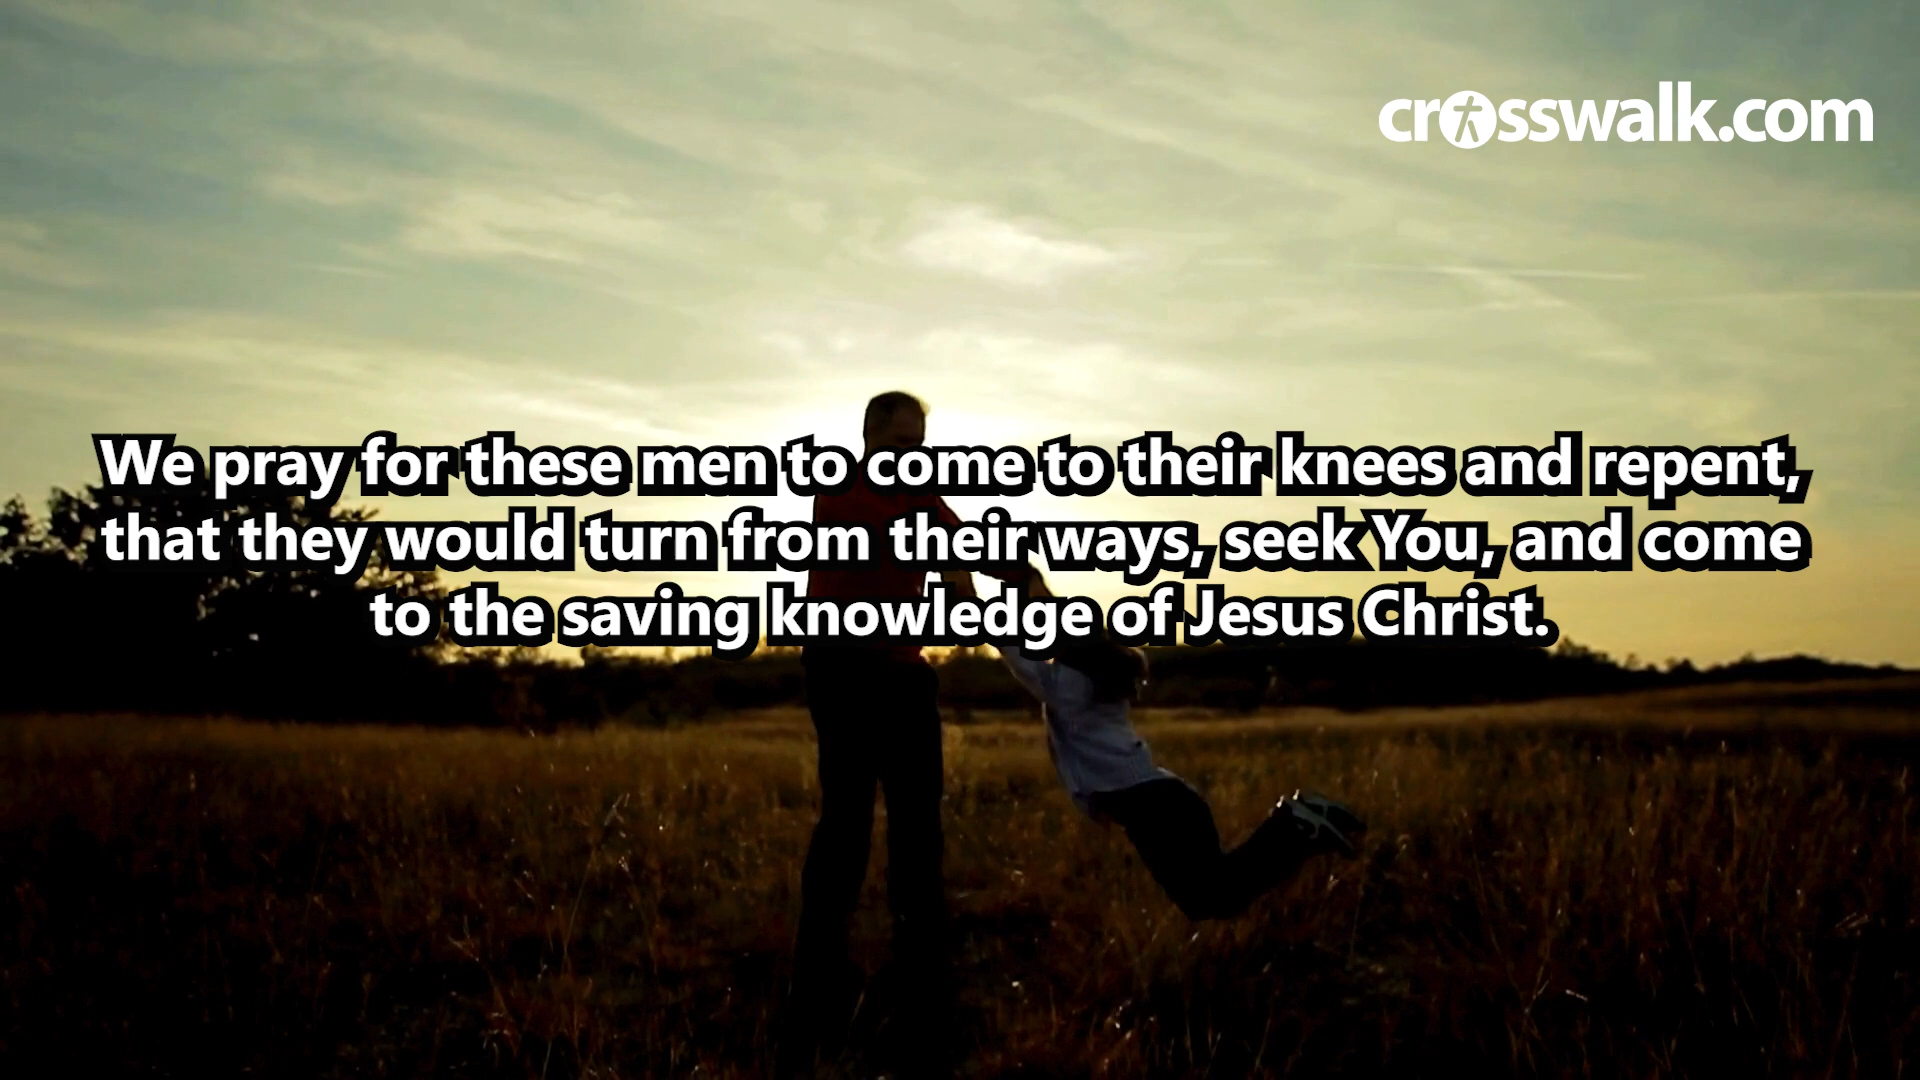 crosswalk.com
We pray for these men to come to their knees and repent,
that they would turn from their ways, seek You, and come
to the saving knowledge of Jesus Christ.